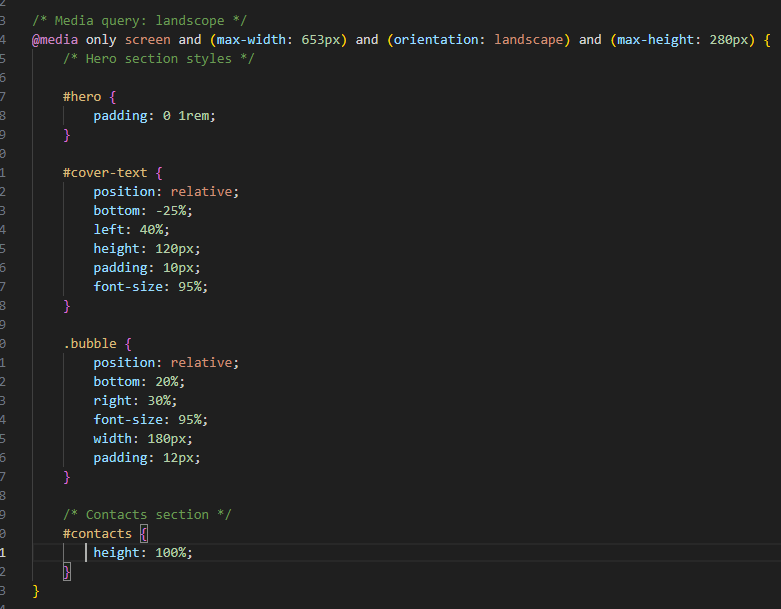 2
3 /* Media query: landscope */
4 @media only screen and (max-width: 653px) and (orientation: landscape) and (max-height: 280px) {
5 /* Hero section styles */
6
7 #hero {
8 padding: 0 1rem;
9 }
0
1 #cover-text {
2 position: relative;
3 bottom: -25%;
4 left: 40%;
5 height: 120px;
6 padding: 10px;
7 font-size: 95%;
8 }
9
0 .bubble {
1 position: relative;
2 bottom: 20%;
3 right: 30%;
4 font-size: 95%;
5 width: 180px;
6 padding: 12px;
7 }
8
9 /* Contacts section */
0 #contacts {
1 height: 100%;
2 }
3 }